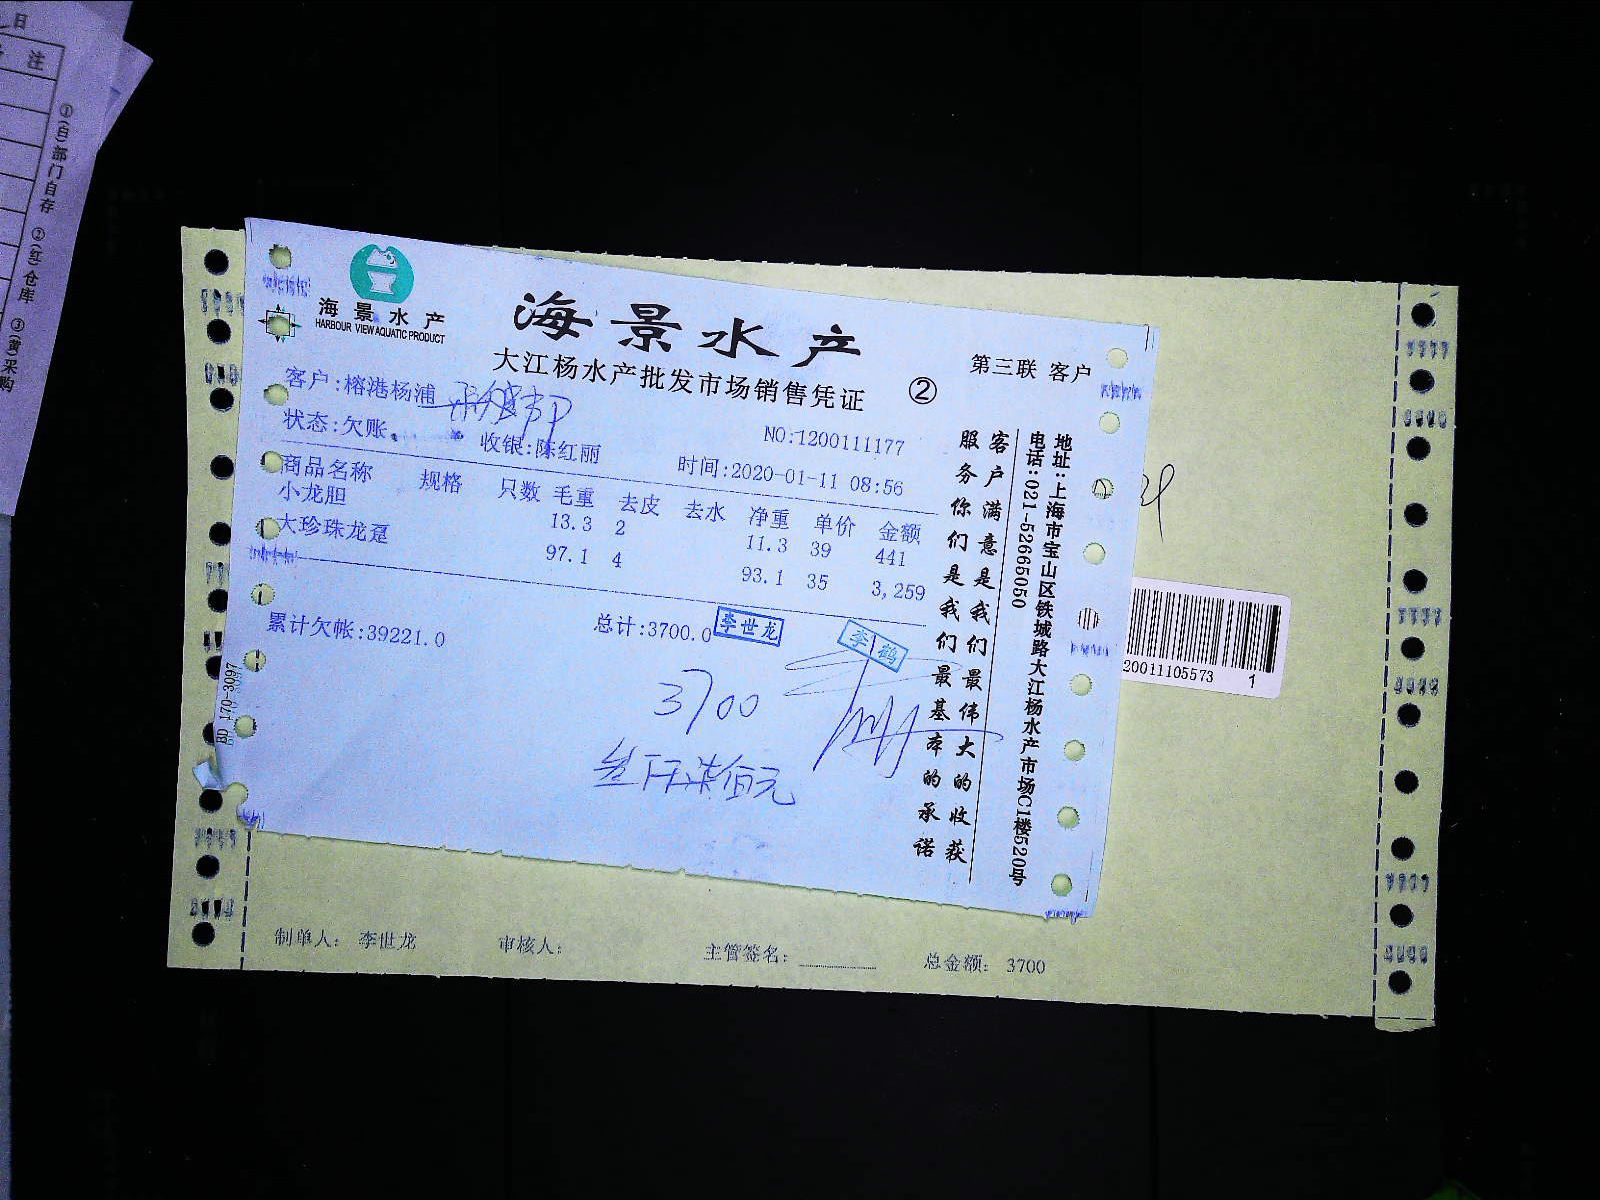 日
注
①(白)部门自存 ②(红)仓库 ③(黄)采购
海景水产
HARBOUR VIEW AQUATIC PRODUCT
海景水产
大江杨水产批发市场销售凭证 ②
第三联 客户
客户:榕港杨浦
状态:欠账
收银:陈红丽
NO:1200111177
时间:2020-01-11 08:56
商品名称 规格 只数 毛重 去皮 去水 净重 单价 金额
小龙胆 13.3 2 11.3 39 441
大珍珠龙趸 97.1 4 93.1 35 3,259
累计欠帐:39221.0
总计:3700.0
李世龙
李鹤
3700
叁仟柒佰元
客户满意是我们最伟大的收获
服务你们是我们最基本的承诺
地址:上海市宝山区铁城路大江杨水产市场C1楼520号
电话:021-52665050
BD 170-3097
20011105573 1
制单人: 李世龙 审核人: 主管签名: 总金额: 3700